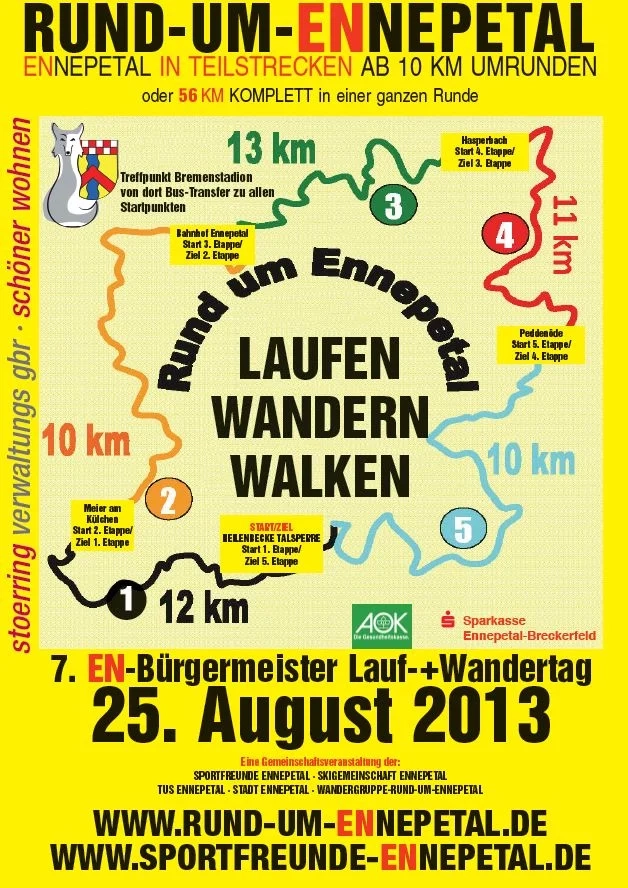 RUND-UM-ENNEPETAL
ENNEPETAL IN TEILSTRECKEN AB 10 KM UMRUNDEN
oder 56 KM KOMPLETT in einer ganzen Runde
stoerring verwaltungs gbr · schöner wohnen
Treffpunkt Bremenstadion
von dort Bus-Transfer zu allen
Startpunkten
13 km
Hasperbach
Start 4. Etappe/
Ziel 3. Etappe
3
4
11 km
Bahnhof Ennepetal
Start 3. Etappe/
Ziel 2. Etappe
Rund um Ennepetal
Peddenöde
Start 5. Etappe/
Ziel 4. Etappe
LAUFEN
WANDERN
WALKEN
10 km
10 km
2
Meier am
Külchen
Start 2. Etappe/
Ziel 1. Etappe
START/ZIEL
HEILENBECKE TALSPERRE
Start 1. Etappe/
Ziel 5. Etappe
5
1
12 km
AOK
Die Gesundheitskasse.
Sparkasse
Ennepetal-Breckerfeld
7. EN-Bürgermeister Lauf-+Wandertag
25. August 2013
Eine Gemeinschaftsveranstaltung der:
SPORTFREUNDE ENNEPETAL - SKIGEMEINSCHAFT ENNEPETAL
TUS ENNEPETAL - STADT ENNEPETAL - WANDERGRUPPE-RUND-UM-ENNEPETAL
WWW.RUND-UM-ENNEPETAL.DE
WWW.SPORTFREUNDE-ENNEPETAL.DE